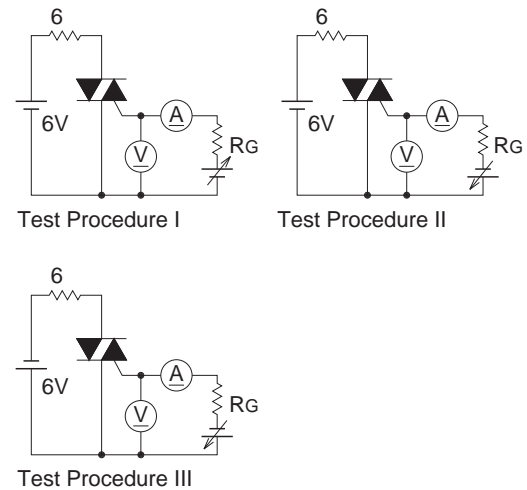 6
6V
A
V
RG
Test Procedure I
6
6V
A
V
RG
Test Procedure II
6
6V
A
V
RG
Test Procedure III